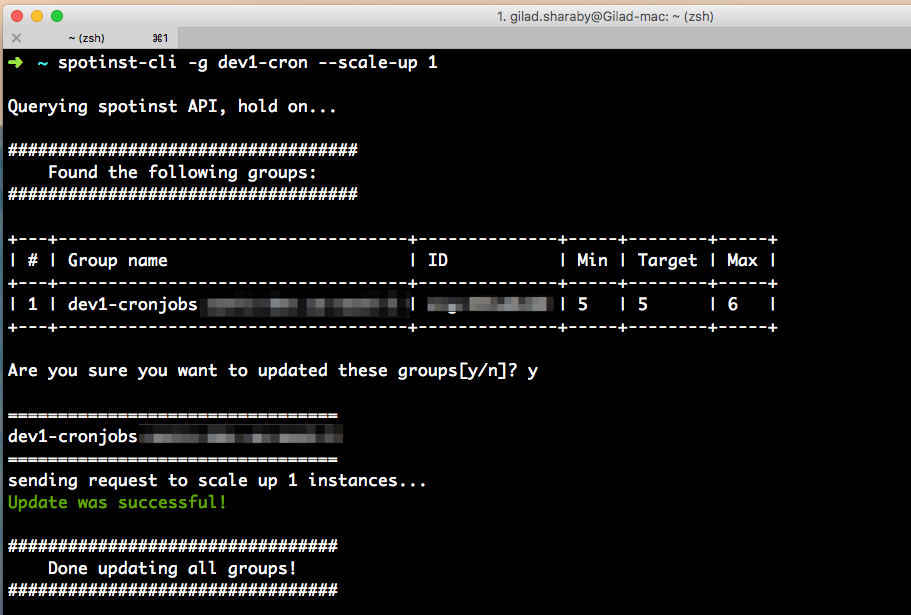 1. gilad.sharaby@Gilad-mac: ~ (zsh)
~ (zsh) ⌘1
➜ ~ spotinst-cli -g dev1-cron --scale-up 1
Querying spotinst API, hold on...
###################################
Found the following groups:
###################################
+---+-----------------------------------+--------------+-----+--------+-----+
| # | Group name | ID | Min | Target | Max |
+---+-----------------------------------+--------------+-----+--------+-----+
| 1 | dev1-cronjobs | | 5 | 5 | 6 |
+---+-----------------------------------+--------------+-----+--------+-----+
Are you sure you want to updated these groups[y/n]? y
=================================
dev1-cronjobs
=================================
sending request to scale up 1 instances...
Update was successful!
#################################
Done updating all groups!
#################################